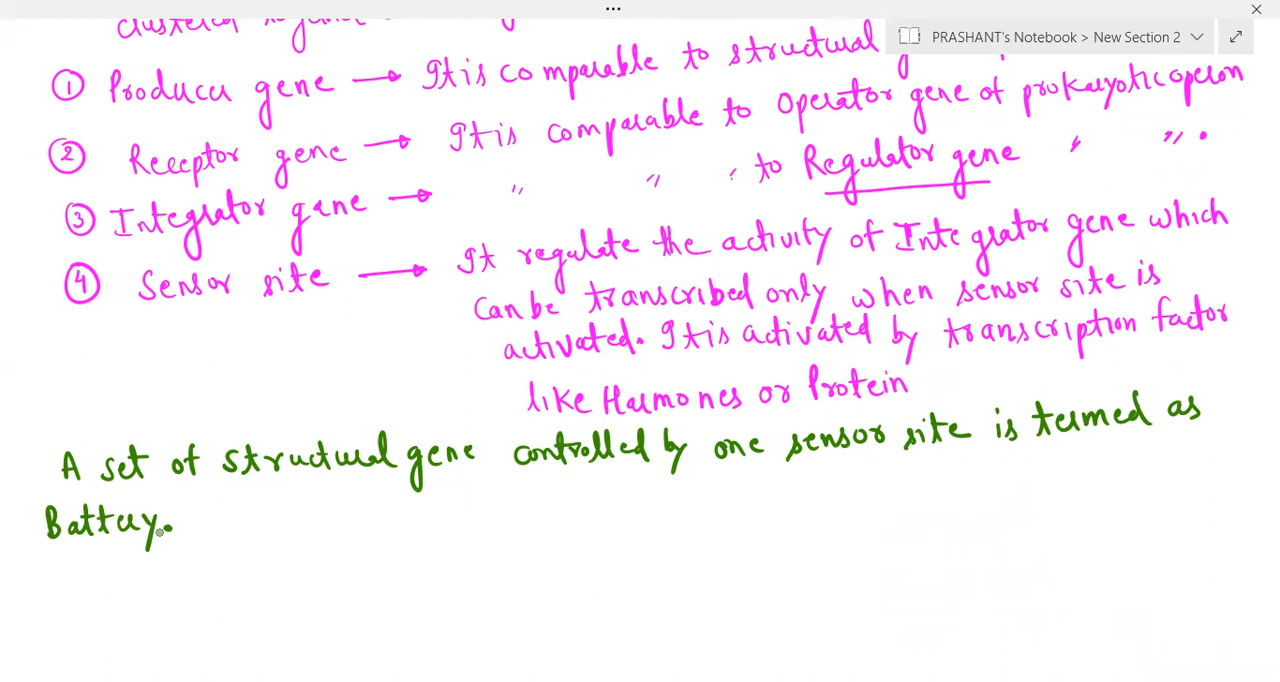 PRASHANT's Notebook > New Section 2
clustered
① Producer gene → It is comparable to structural
② Receptor gene → It is comparable to Operator gene of prokaryotic operon
③ Integrator gene → " " " to Regulator gene " ".
④ Sensor site → It regulate the activity of Integrator gene which
can be transcribed only when sensor site is
activated. It is activated by transcription factor
like Harmones or Protein
A set of structural gene controlled by one sensor site is termed as
Battery.